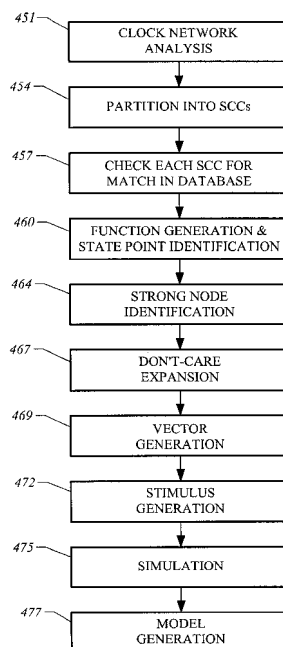 451
CLOCK NETWORK
ANALYSIS
454
PARTITION INTO SCCs
457
CHECK EACH SCC FOR
MATCH IN DATABASE
460
FUNCTION GENERATION &
STATE POINT IDENTIFICATION
464
STRONG NODE
IDENTIFICATION
467
DON'T-CARE
EXPANSION
469
VECTOR
GENERATION
472
STIMULUS
GENERATION
475
SIMULATION
477
MODEL
GENERATION